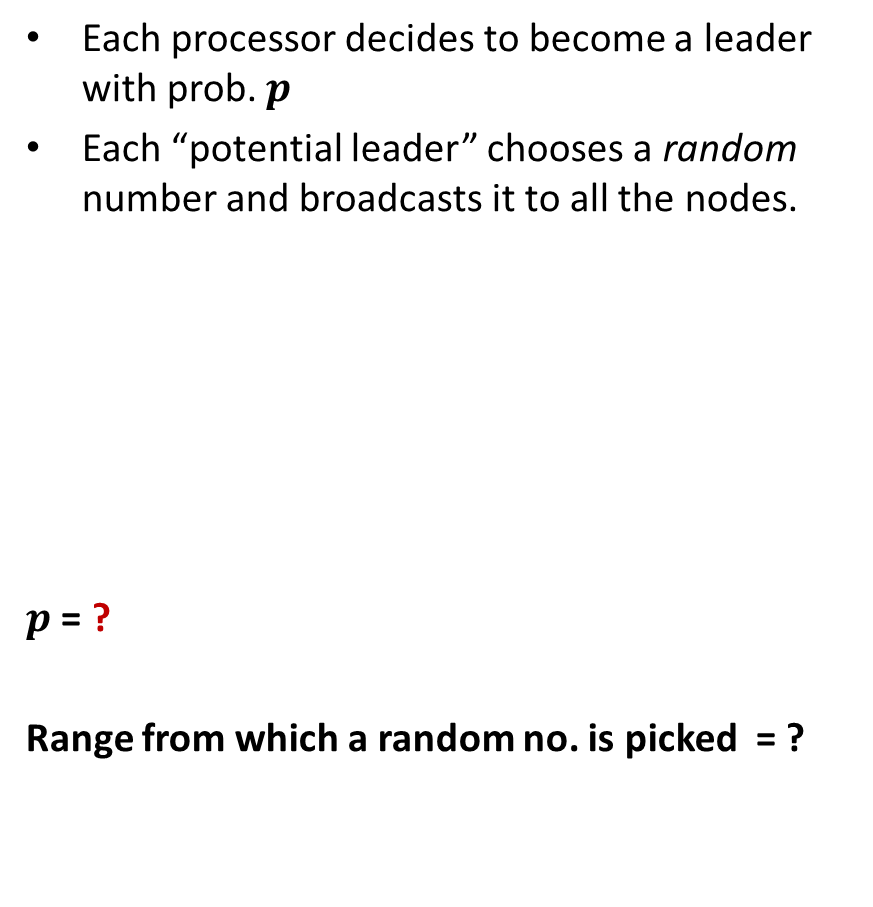 • Each processor decides to become a leader
with prob. p
• Each “potential leader” chooses a random
number and broadcasts it to all the nodes.
p = ?
Range from which a random no. is picked = ?